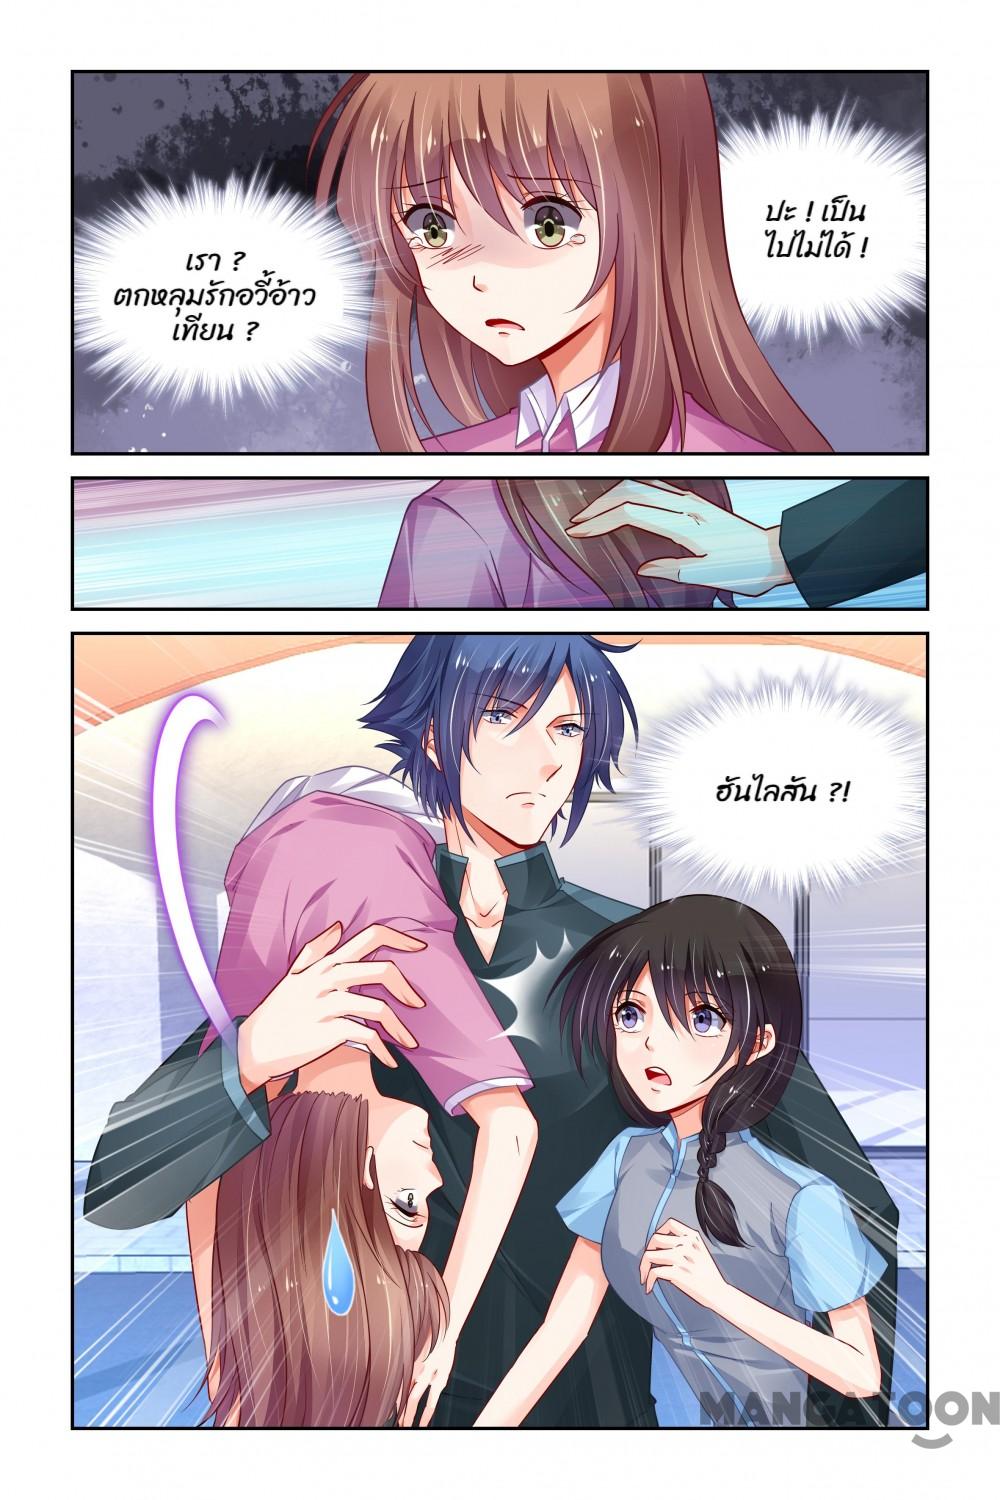 เรา ?
ตกหลุมรักอวี้อ้าว
เทียน ?
ปะ ! เป็น
ไปไม่ได้ !
ฮันไลสัน ?!
MANGATOON